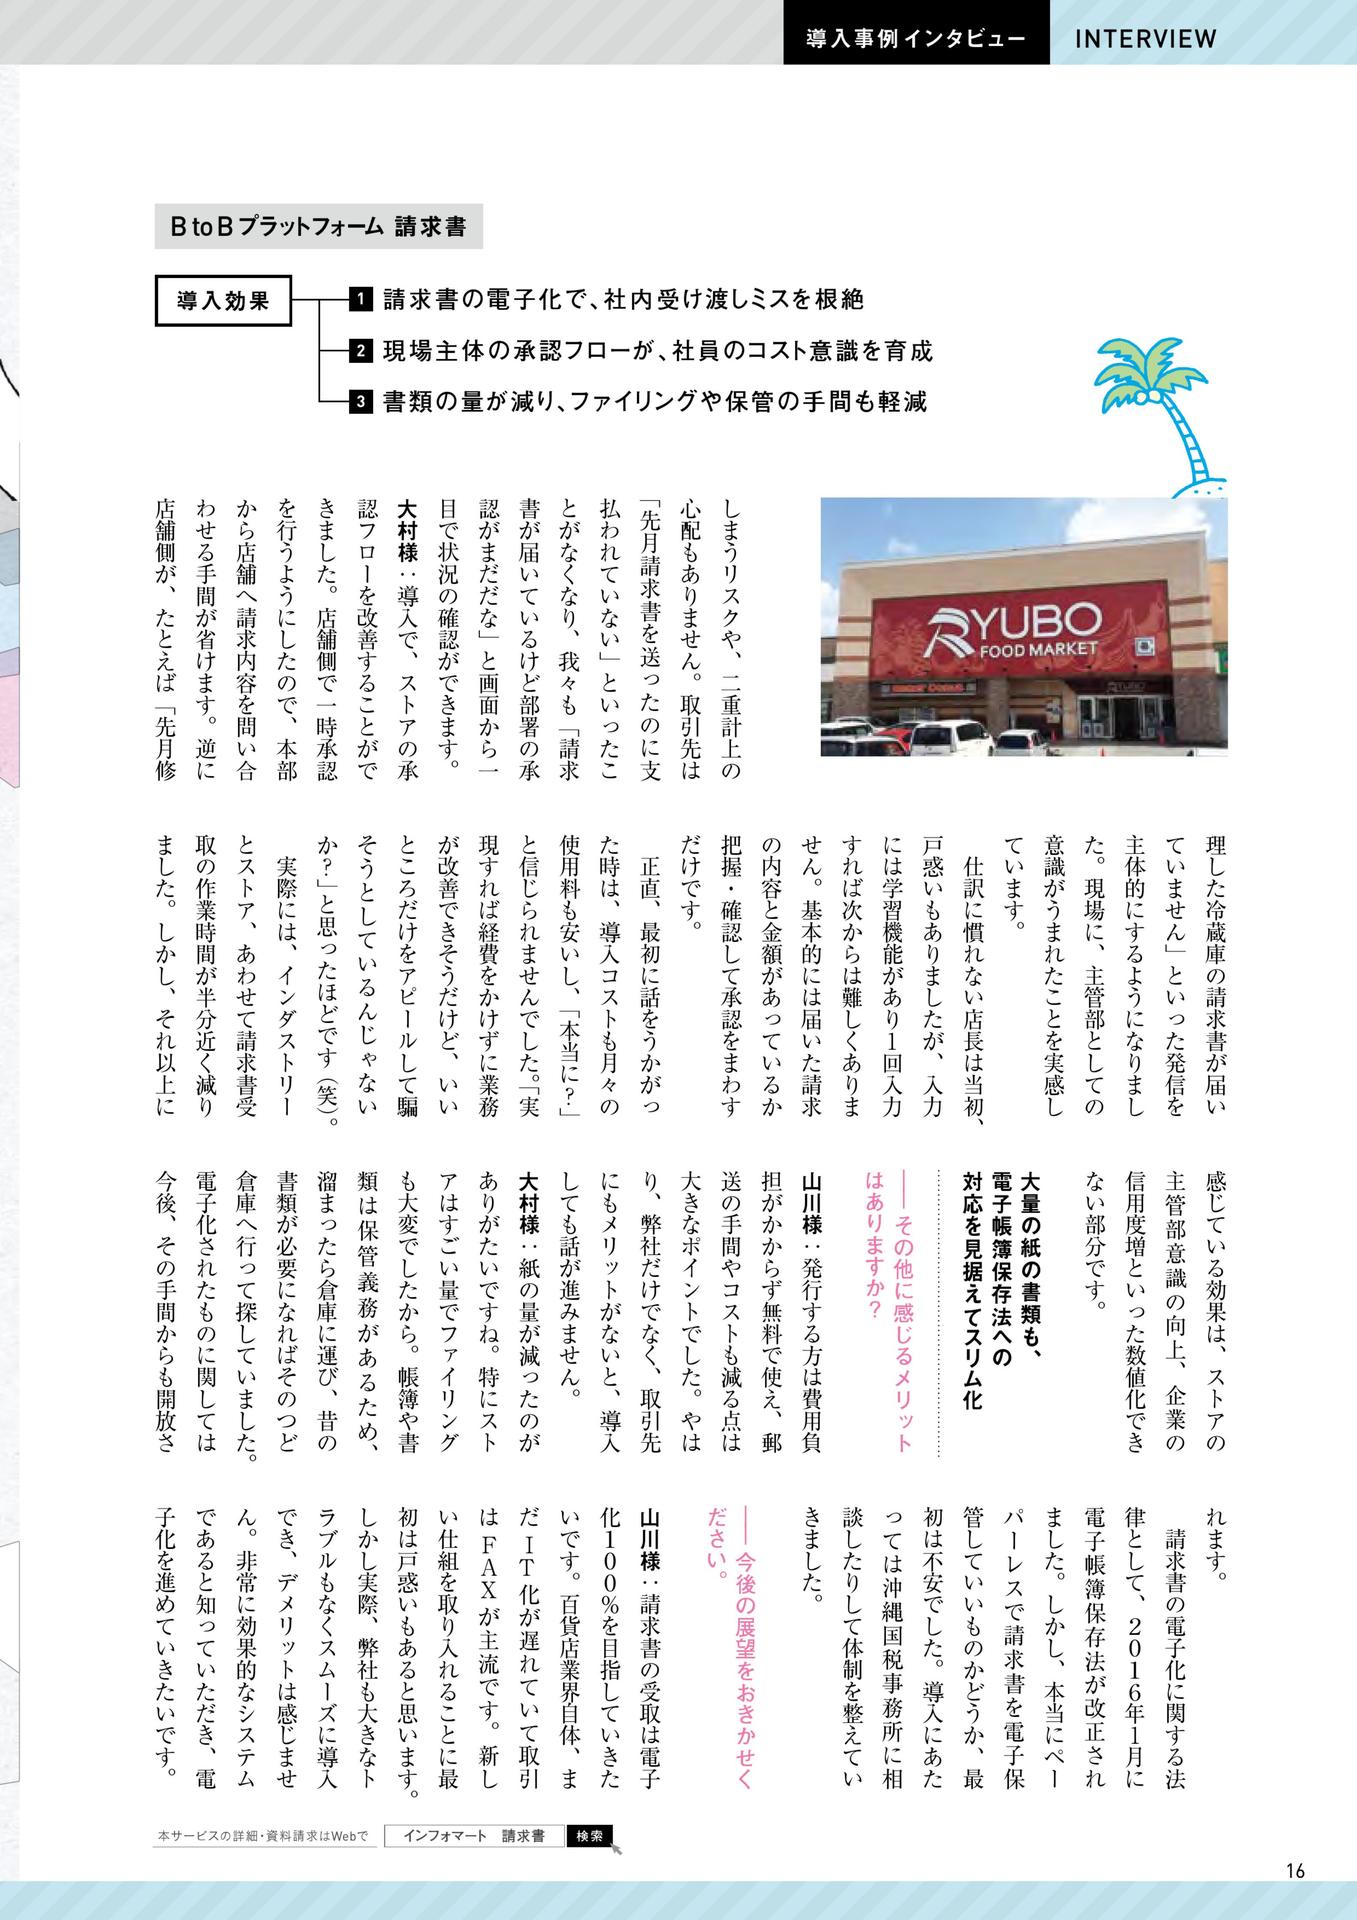 導入事例インタビュー
INTERVIEW
BtoBプラットフォーム 請求書
導入効果
1 請求書の電子化で、社内受け渡しミスを根絶
2 現場主体の承認フローが、社員のコスト意識を育成
3 書類の量が減り、ファイリングや保管の手間も軽減
RYUBO
FOOD MARKET
しまうリスクや、二重計上の
心配もありません。取引先は
「先月請求書を送ったのに支
払われていない」といったこ
とがなくなり、我々も「請求
書が届いているけど部署の承
認がまだだな」と画面から一
目で状況の確認ができます。
大村様：導入で、ストアの承
認フローを改善することがで
きました。店舗側で一時承認
を行うようにしたので、本部
から店舗へ請求内容を問い合
わせる手間が省けます。逆に
店舗側が、たとえば「先月修
理した冷蔵庫の請求書が届い
ていません」といった発信を
主体的にするようになりまし
た。現場に、主管部としての
意識がうまれたことを実感し
ています。
仕訳に慣れない店長は当初、
戸惑いもありましたが、入力
には学習機能があり1回入力
すれば次からは難しくありま
せん。基本的には届いた請求
の内容と金額があっているか
把握・確認して承認をまわす
だけです。
正直、最初に話をうかがっ
た時は、導入コストも月々の
使用料も安いし、「本当に？」
と信じられませんでした。「実
現すれば経費をかけずに業務
が改善できそうだけど、いい
ところだけをアピールして騙
そうとしているんじゃない
か？」と思ったほどです（笑）。
実際には、インダストリー
とストア、あわせて請求書受
取の作業時間が半分近く減り
ました。しかし、それ以上に
感じている効果は、ストアの
主管部意識の向上、企業の
信用度増といった数値化でき
ない部分です。
大量の紙の書類も、
電子帳簿保存法への
対応を見据えてスリム化
―― その他に感じるメリット
はありますか？
山川様：発行する方は費用負
担がかからず無料で使え、郵
送の手間やコストも減る点は
大きなポイントでした。やは
り、弊社だけでなく、取引先
にもメリットがないと、導入
しても話が進みません。
大村様：紙の量が減ったのが
ありがたいですね。特にスト
アはすごい量でファイリング
も大変でしたから。帳簿や書
類は保管義務があるため、
溜まったら倉庫に運び、昔の
書類が必要になればそのつど
倉庫へ行って探していました。
電子化されたものに関しては
今後、その手間からも開放さ
れます。
請求書の電子化に関する法
律として、2016年1月に
電子帳簿保存法が改正され
ました。しかし、本当にペー
パーレスで請求書を電子保
管していいものかどうか、最
初は不安でした。導入にあた
っては沖縄国税事務所に相
談したりして体制を整えてい
きました。
―― 今後の展望をおきかせく
ださい。
山川様：請求書の受取は電子
化100％を目指していきた
いです。百貨店業界自体、ま
だIT化が遅れていて取引
はFAXが主流です。新し
い仕組を取り入れることに最
初は戸惑いもあると思います。
しかし実際、弊社も大きなト
ラブルもなくスムーズに導入
でき、デメリットは感じませ
ん。非常に効果的なシステム
であると知っていただき、電
子化を進めていきたいです。
本サービスの詳細・資料請求はWebで
インフォマート 請求書
検索
16